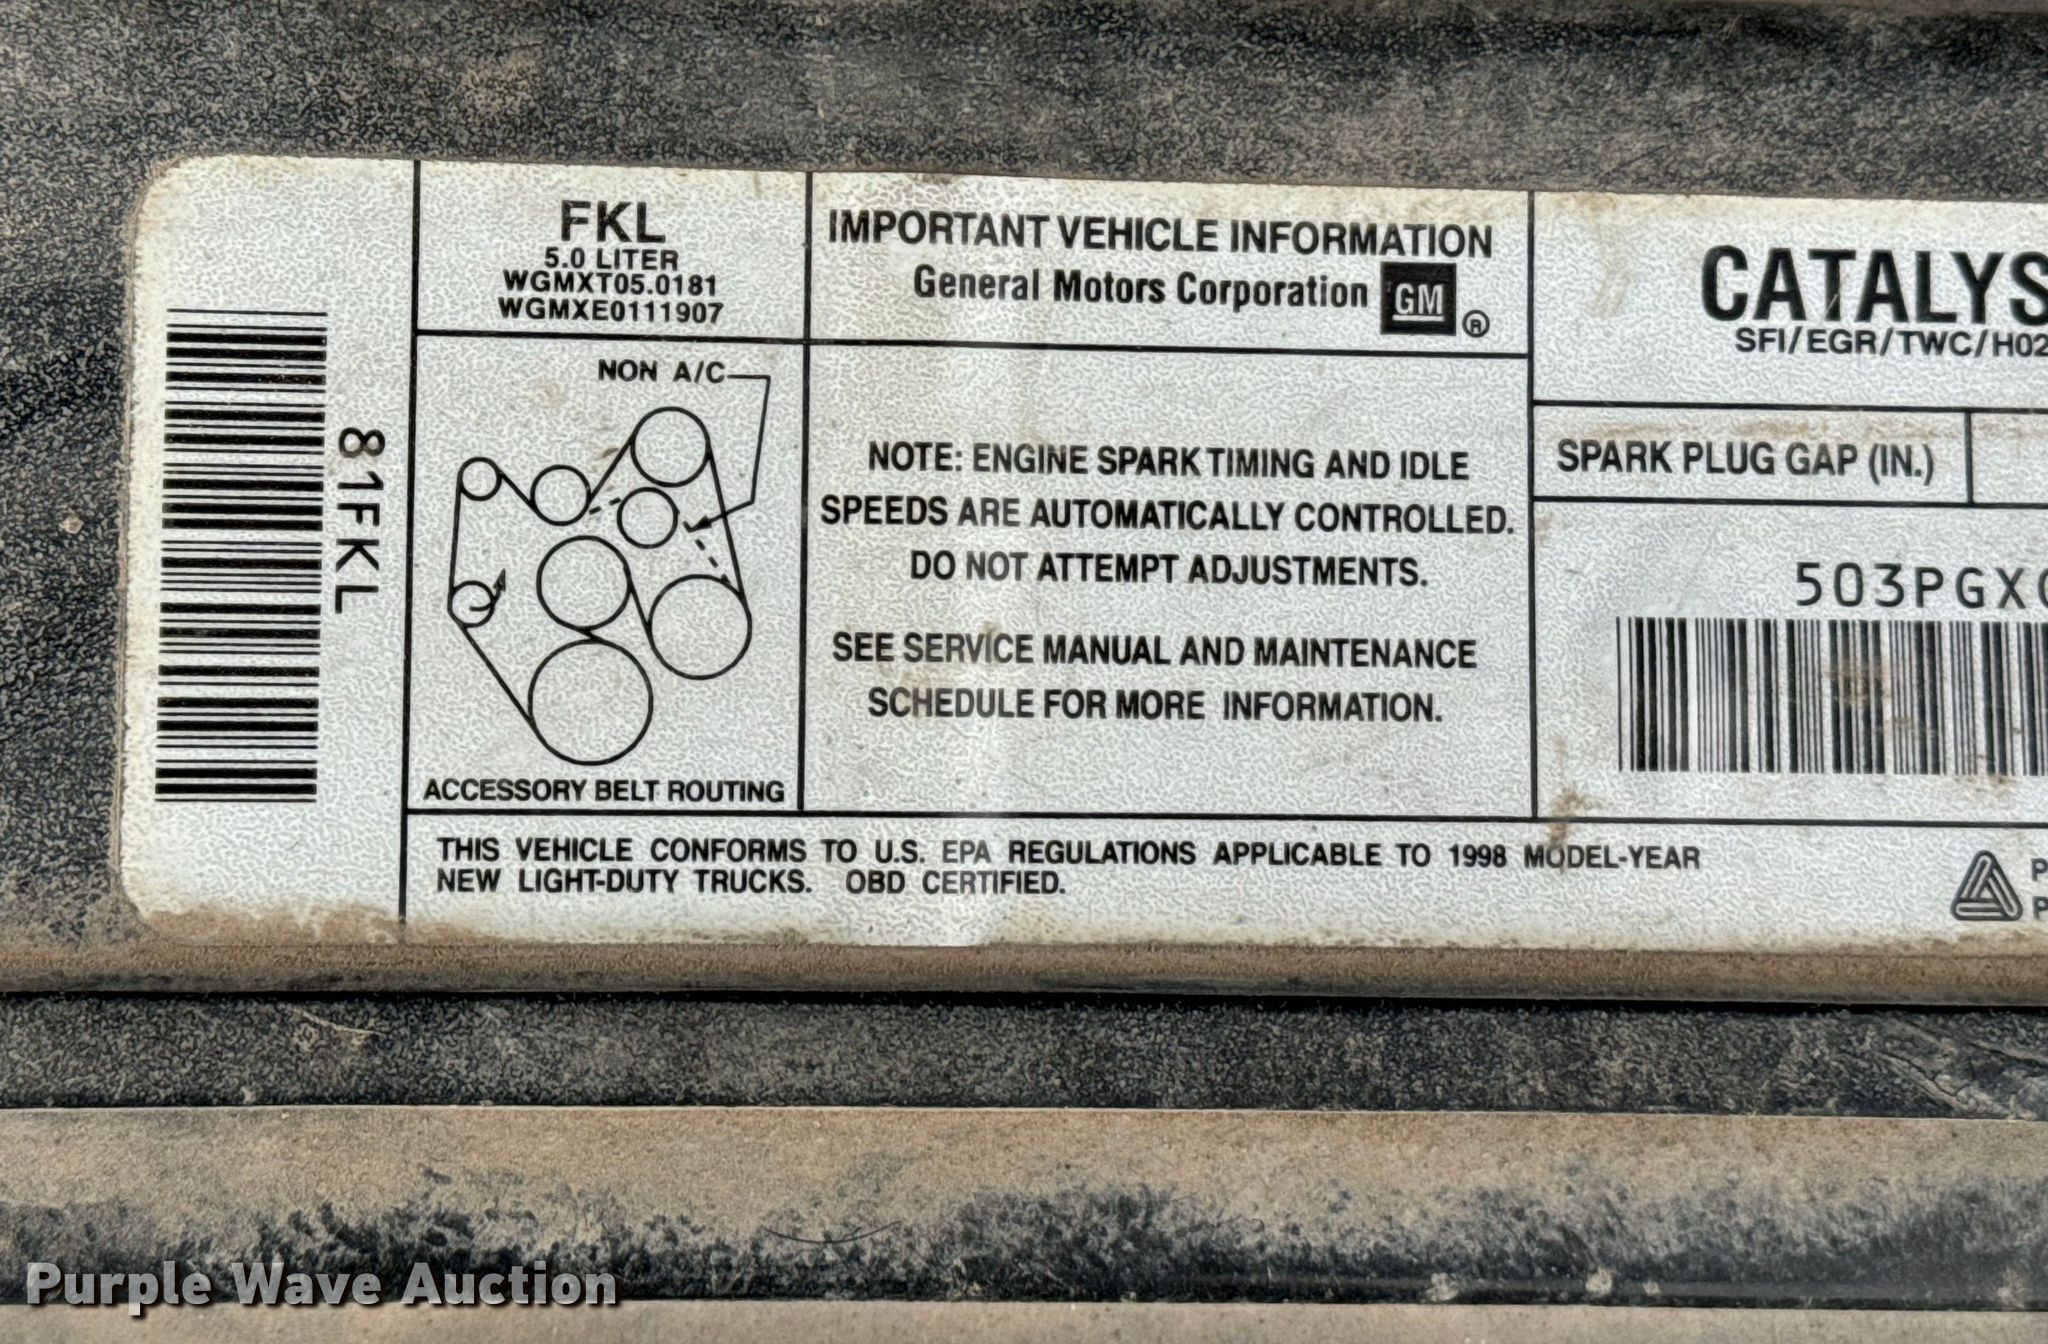 81FKL
FKL
5.0 LITER
WGMXT05.0181
WGMXE0111907
NON A/C
ACCESSORY BELT ROUTING
IMPORTANT VEHICLE INFORMATION
General Motors Corporation GM ®
NOTE: ENGINE SPARK TIMING AND IDLE
SPEEDS ARE AUTOMATICALLY CONTROLLED.
DO NOT ATTEMPT ADJUSTMENTS.
SEE SERVICE MANUAL AND MAINTENANCE
SCHEDULE FOR MORE INFORMATION.
CATALYS
SFI/EGR/TWC/HO2
SPARK PLUG GAP (IN.)
503PGX
THIS VEHICLE CONFORMS TO U.S. EPA REGULATIONS APPLICABLE TO 1998 MODEL-YEAR
NEW LIGHT-DUTY TRUCKS. OBD CERTIFIED.
P
P
Purple Wave Auction